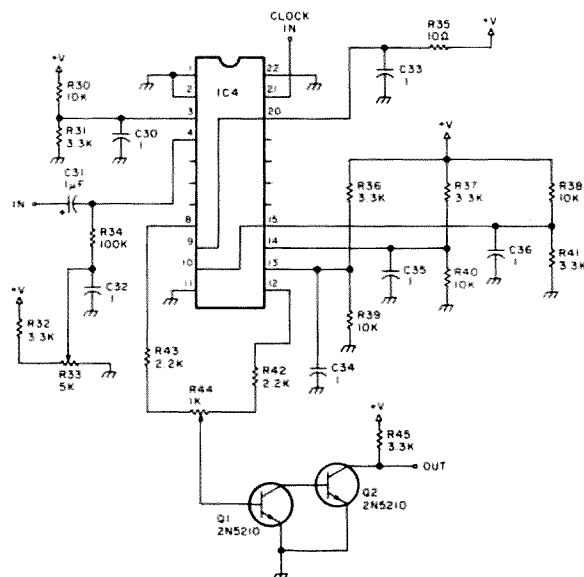 CLOCK
IN
R35
10Ω
+V
+V
R30
10K
R31
3.3K
C30
1
IC4
1
2
3
4
8
9
10
11
22
21
20
15
14
13
12
C33
1
C31
1µF
IN
+
R34
100K
C32
1
+V
R32
3.3K
R33
5K
+V
R36
3.3K
R37
3.3K
R38
10K
C35
1
R40
10K
C36
1
R41
3.3K
R39
10K
C34
1
R43
2.2K
R42
2.2K
R44
1K
+V
R45
3.3K
OUT
Q1
2N5210
Q2
2N5210